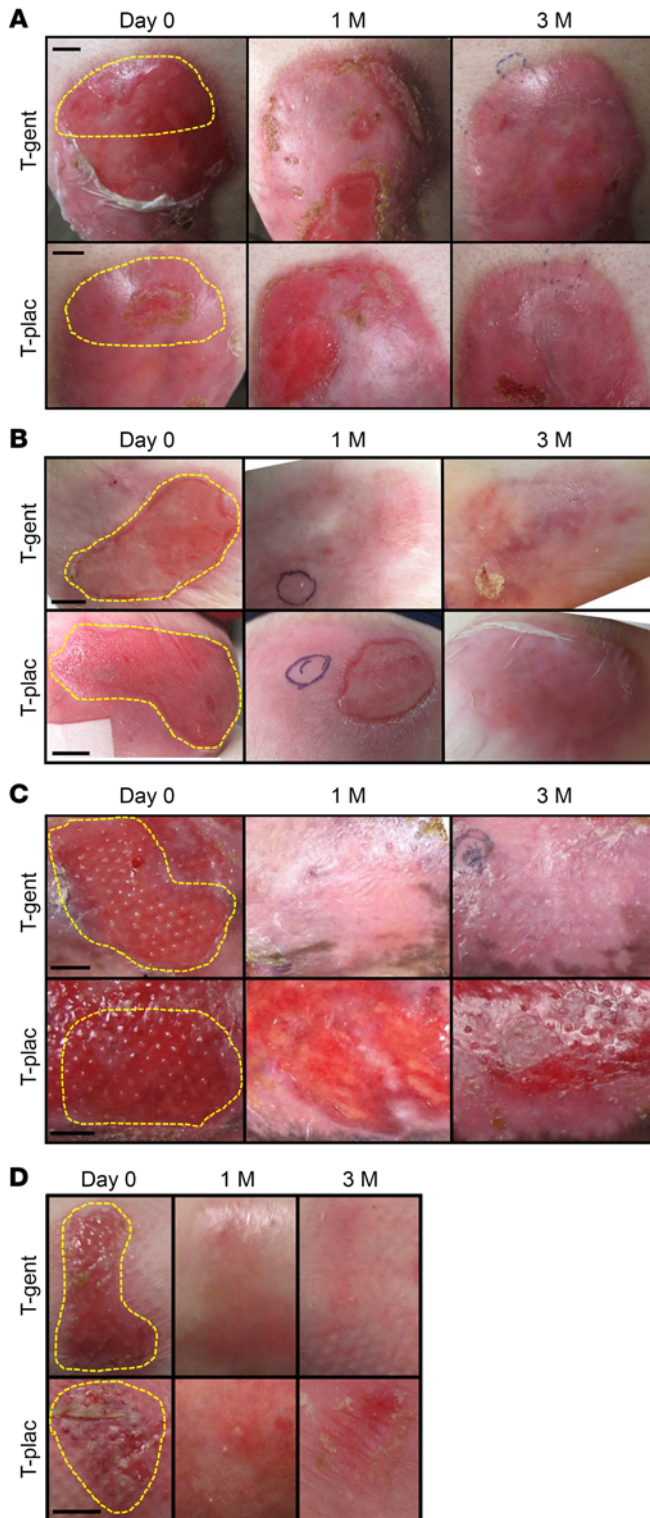 A
Day 0 1 M 3 M
T-gent
T-plac
B
Day 0 1 M 3 M
T-gent
T-plac
C
Day 0 1 M 3 M
T-gent
T-plac
D
Day 0 1 M 3 M
T-gent
T-plac